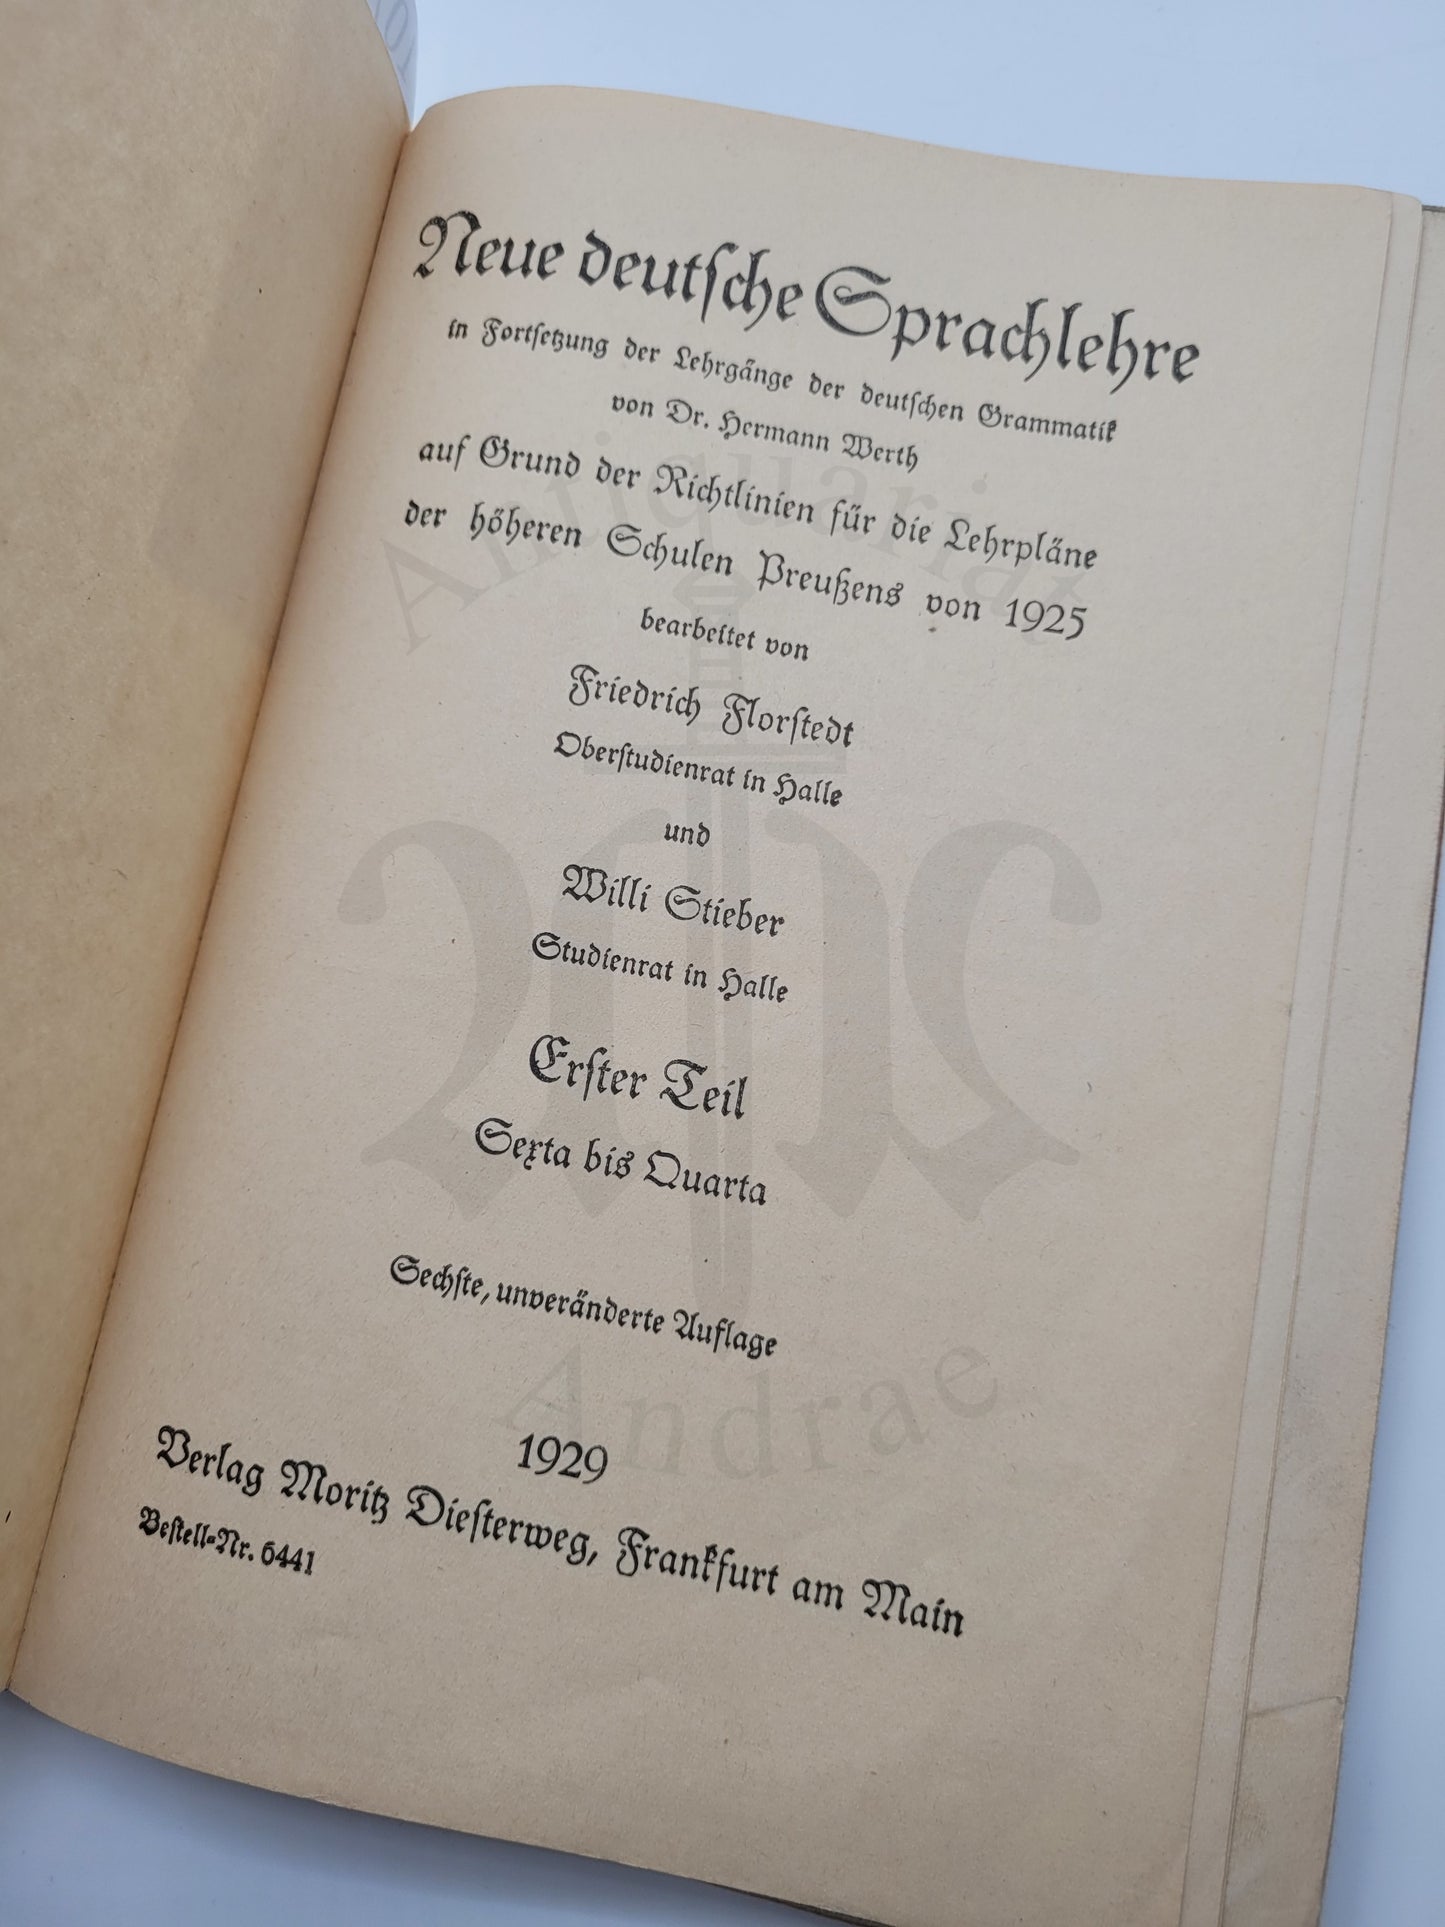 Neue deutsche Sprachlehre
in Fortsetzung der Lehrgänge der deutschen Grammatik
von Dr. Hermann Werth
auf Grund der Richtlinien für die Lehrpläne
der höheren Schulen Preußens von 1925
bearbeitet von
Friedrich Florstedt
Oberstudienrat in Halle
und
Willi Stieber
Studienrat in Halle
Erster Teil
Sexta bis Quarta
Sechste, unveränderte Auflage
1929
Verlag Moritz Diesterweg, Frankfurt am Main
Bestell-Nr. 6441
Antiquariat
Andrae